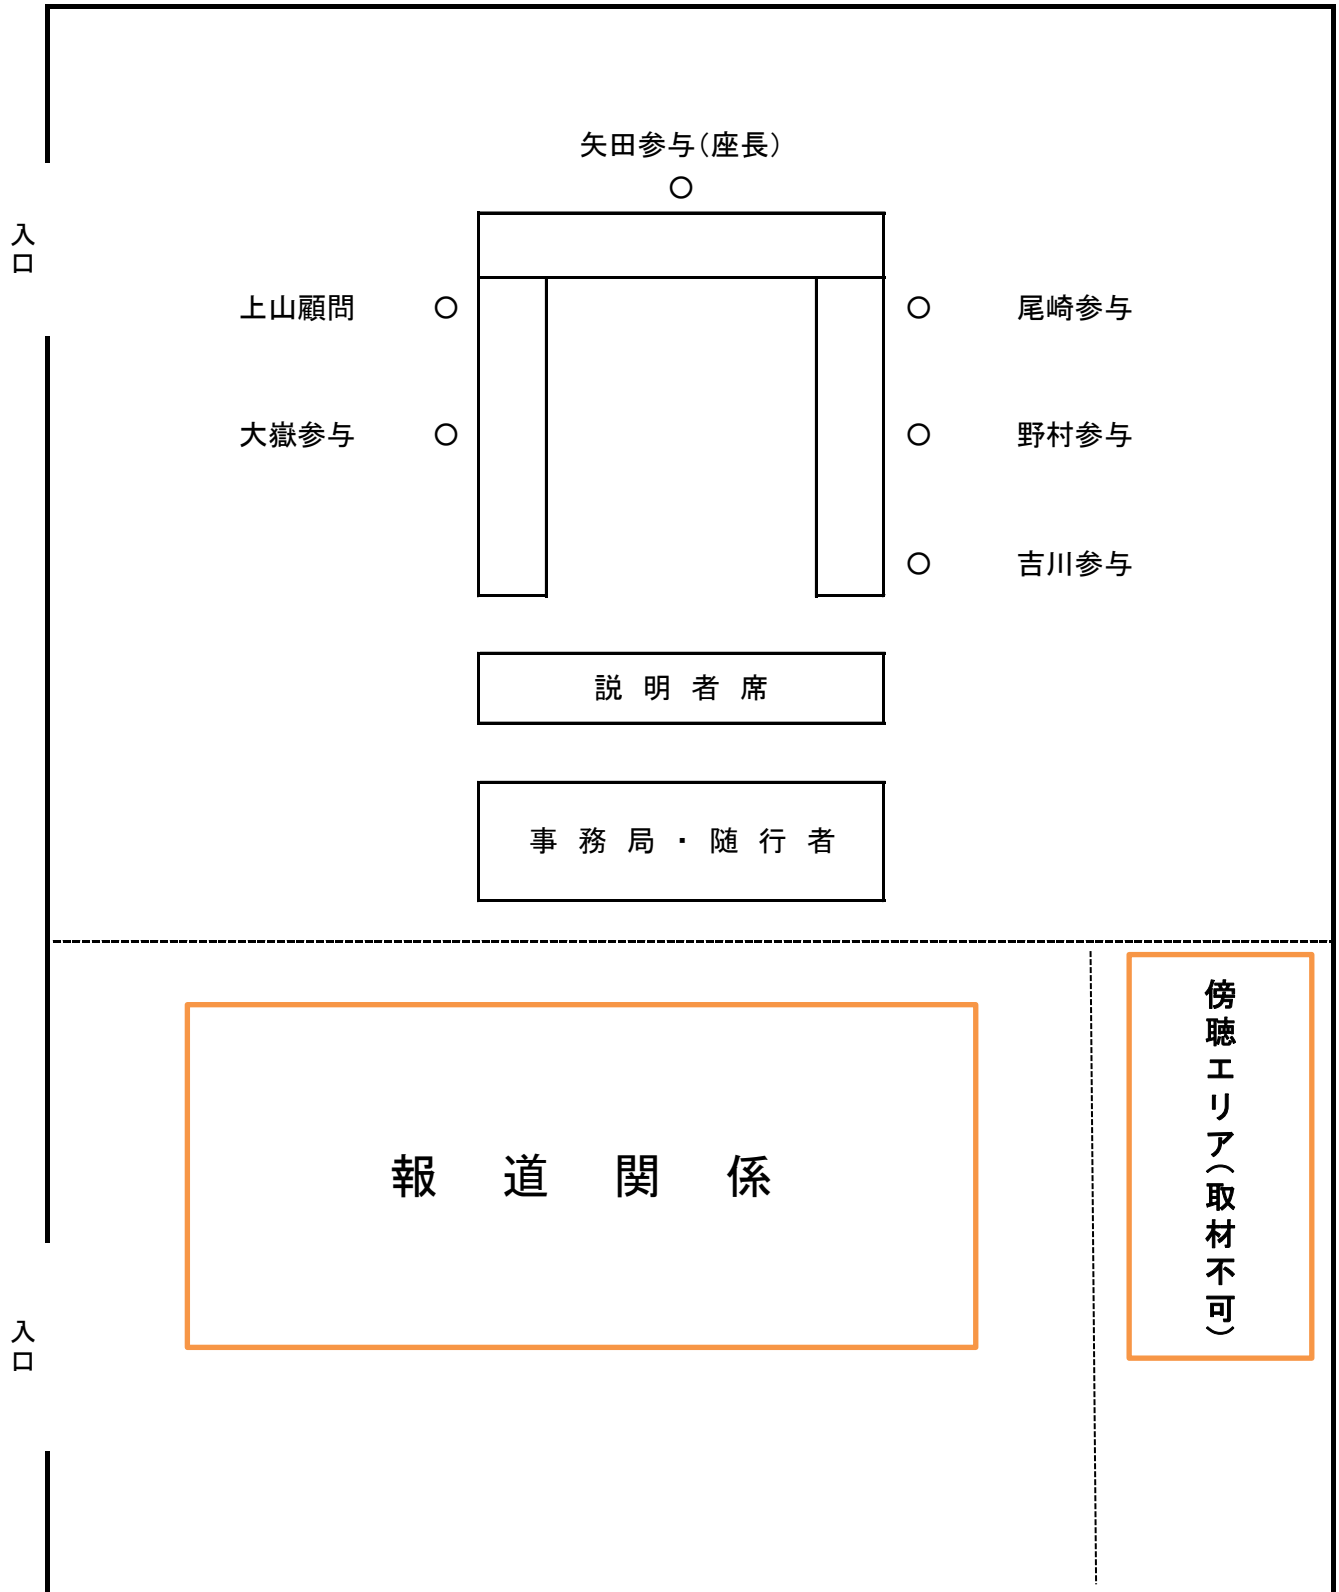 矢田参与(座長)
○
入口
上山顧問 ○ ○ 尾崎参与
大嶽参与 ○ ○ 野村参与
○ 吉川参与
説明者席
事務局・随行者
傍聴エリア(取材不可)
報道関係
入口